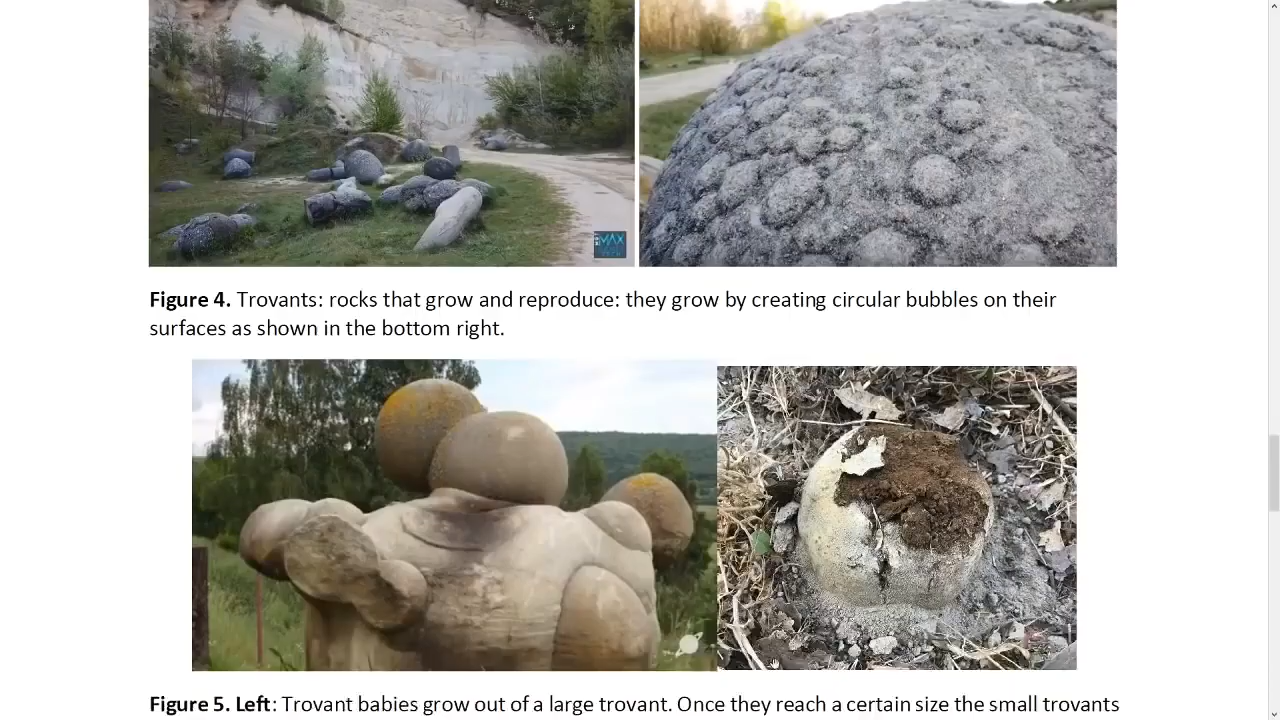 MAX
Figure 4. Trovants: rocks that grow and reproduce: they grow by creating circular bubbles on their
surfaces as shown in the bottom right.
Figure 5. Left: Trovant babies grow out of a large trovant. Once they reach a certain size the small trovants